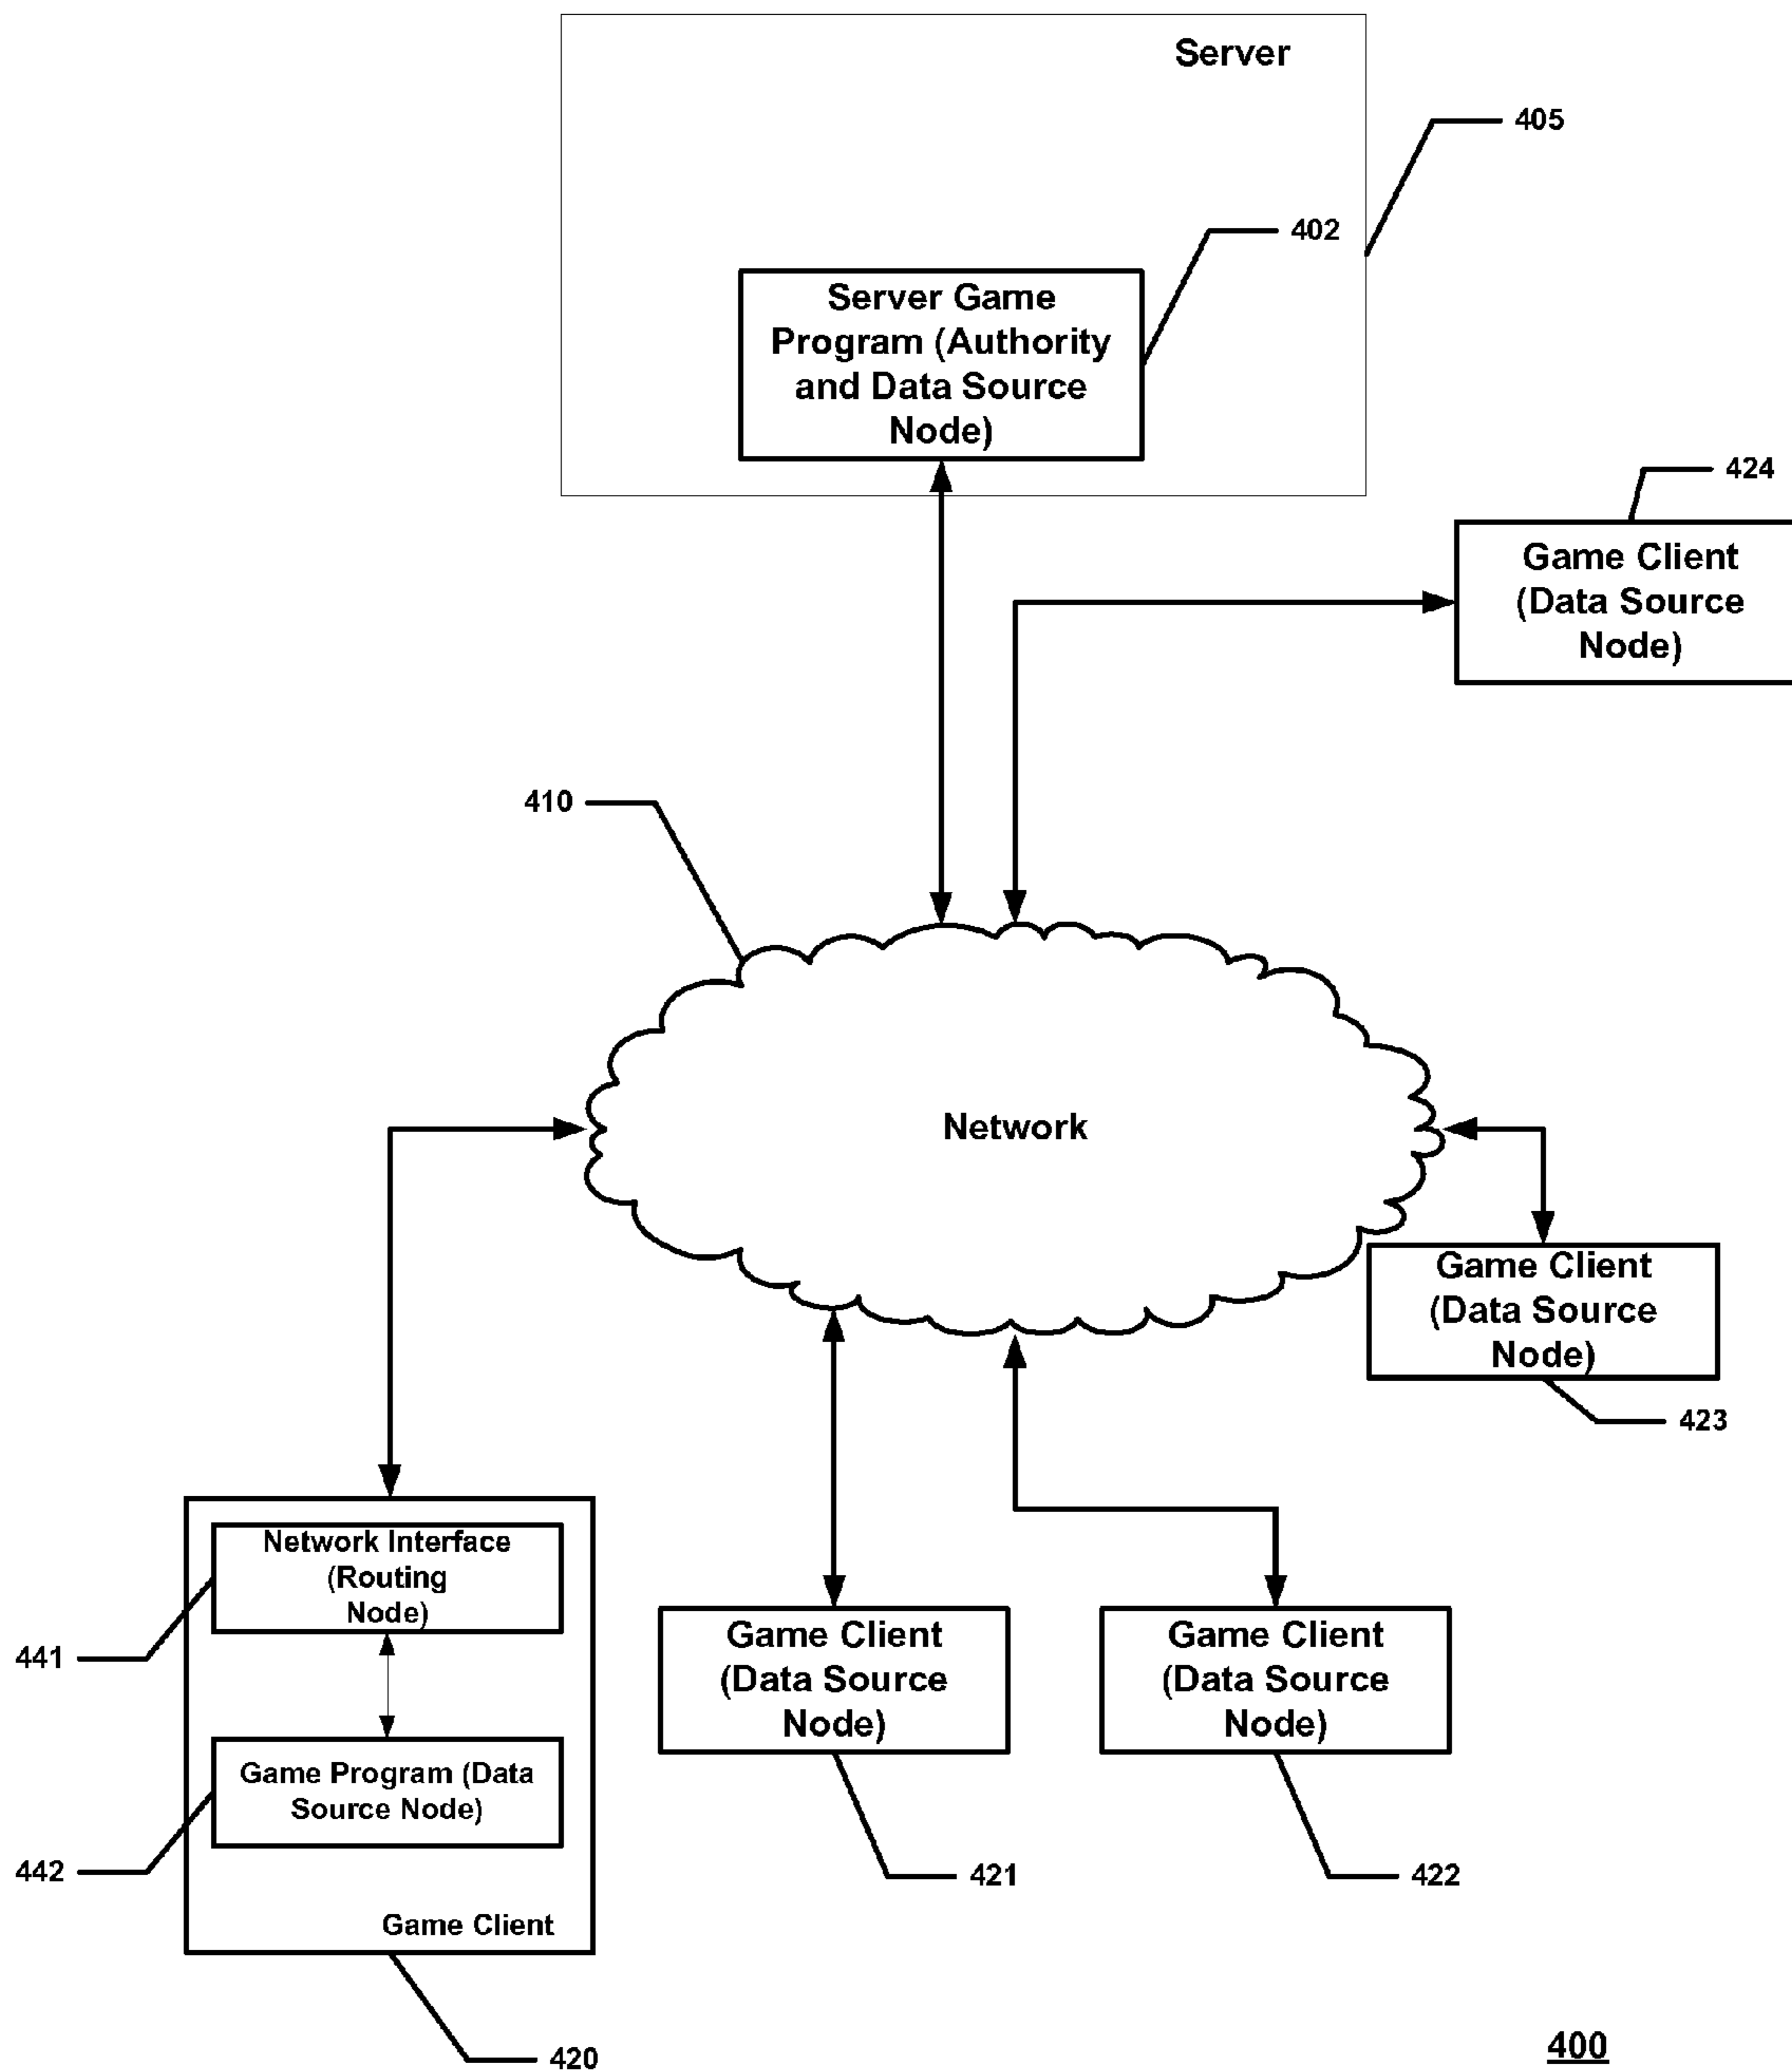 Server
405
402
Server Game
Program (Authority
and Data Source
Node)
424
Game Client
(Data Source
Node)
410
Network
Game Client
(Data Source
Node)
423
Network Interface
(Routing
Node)
441
Game Program (Data
Source Node)
442
Game Client
420
Game Client
(Data Source
Node)
421
Game Client
(Data Source
Node)
422
400